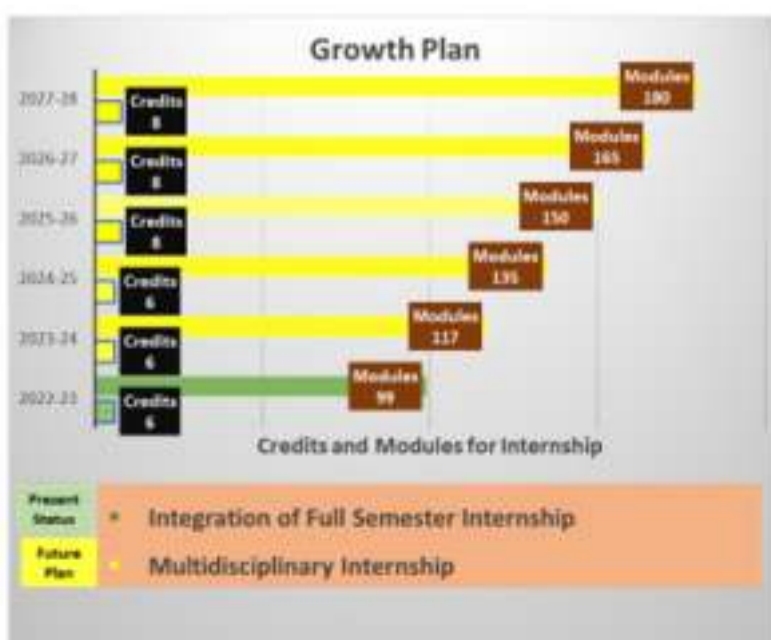 Growth Plan
2027-28
Modules
180
Credits
8
2026-27
Modules
165
Credits
8
2025-26
Modules
150
Credits
8
2024-25
Modules
135
Credits
6
2023-24
Modules
117
Credits
6
2022-23
Modules
99
Credits
6
Credits and Modules for Internship
Present
Status
• Integration of Full Semester Internship
Future
Plan
• Multidisciplinary Internship